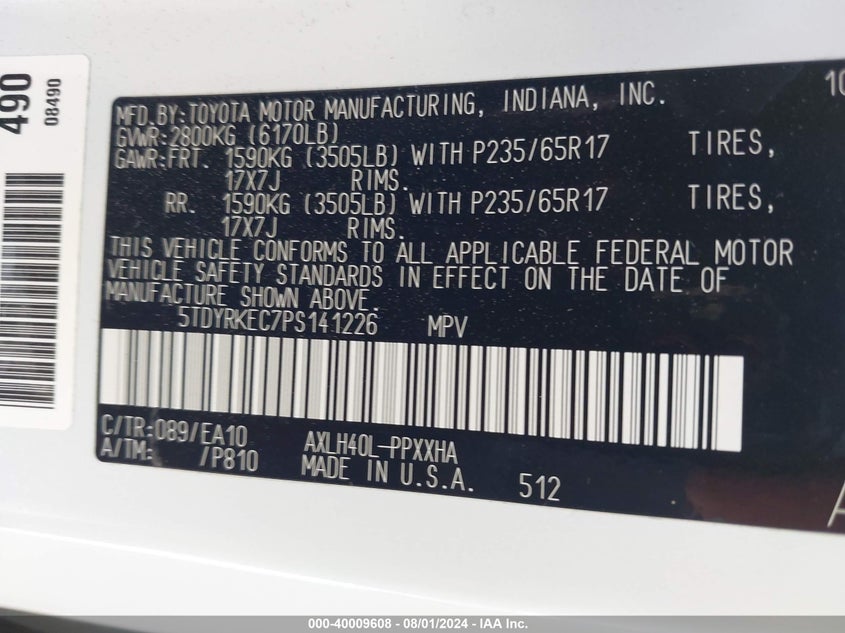 490
08490
10
MFD.BY:TOYOTA MOTOR MANUFACTURING, INDIANA, INC.
GVWR:2800KG (6170LB)
GAWR:FRT. 1590KG (3505LB) WITH P235/65R17 TIRES,
17X7J RIMS.
RR. 1590KG (3505LB) WITH P235/65R17 TIRES,
17X7J RIMS.
THIS VEHICLE CONFORMS TO ALL APPLICABLE FEDERAL MOTOR
VEHICLE SAFETY STANDARDS IN EFFECT ON THE DATE OF
MANUFACTURE SHOWN ABOVE.
5TDYRKEC7PS141226 MPV
C/TR:089/EA10 AXLH40L-PPXXHA
A/TM: /P810 MADE IN U.S.A. 512
A
000-40009608 - 08/01/2024 - IAA Inc.